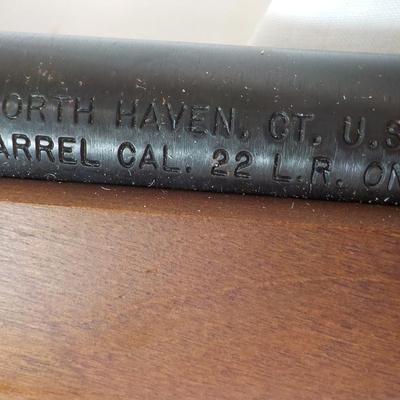 ORTH HAVEN, CT. U.S
ARREL CAL. 22 L.R. ON